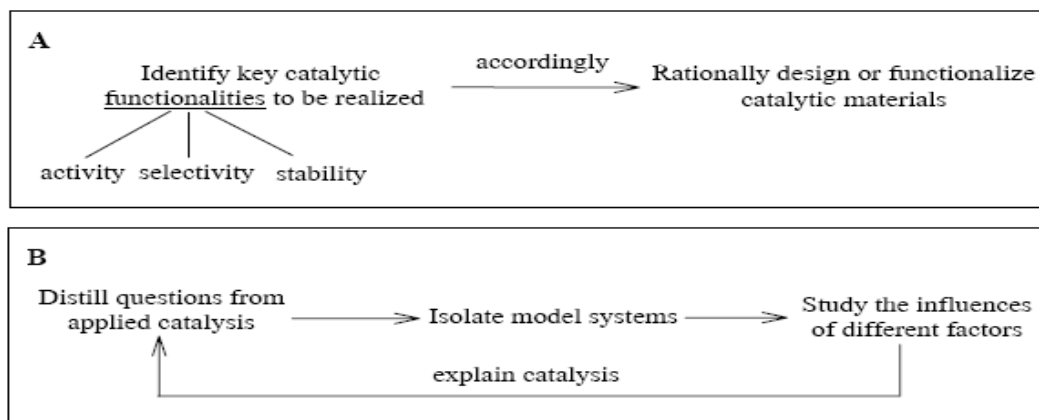 A
Identify key catalytic
functionalities to be realized
accordingly
Rationally design or functionalize
catalytic materials
activity selectivity stability
B
Distill questions from
applied catalysis
Isolate model systems
Study the influences
of different factors
explain catalysis